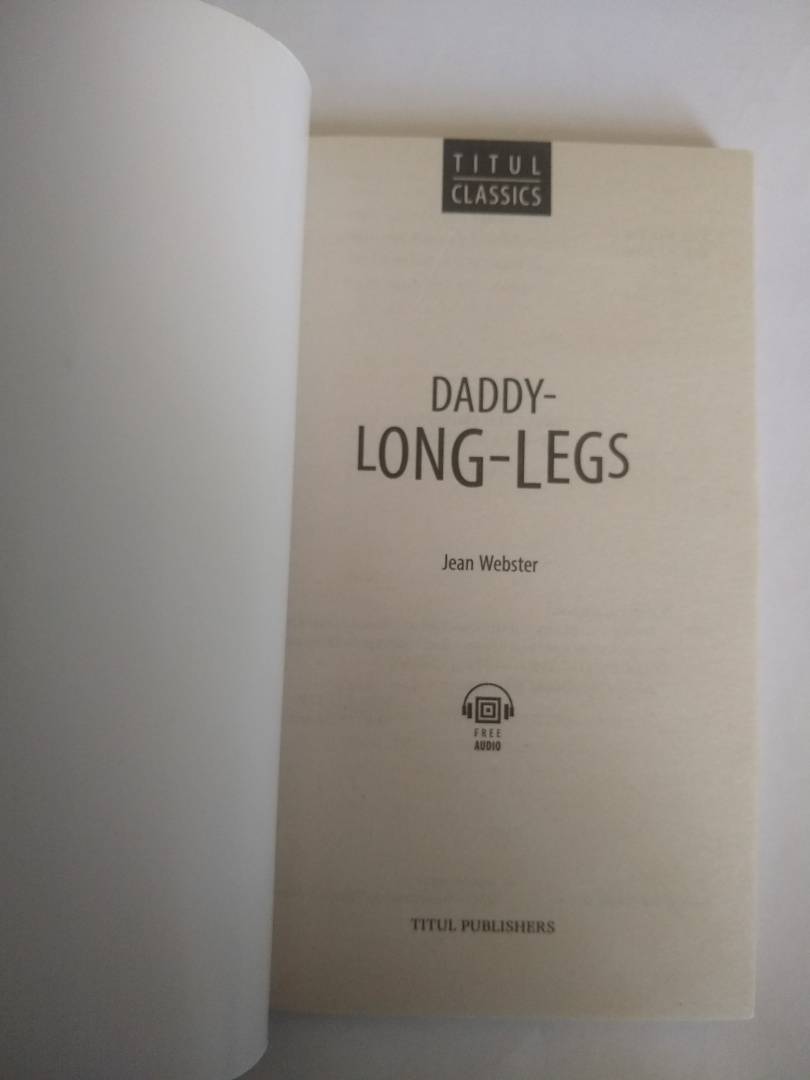 TITUL
CLASSICS
DADDY-
LONG-LEGS
Jean Webster
FREE
AUDIO
TITUL PUBLISHERS